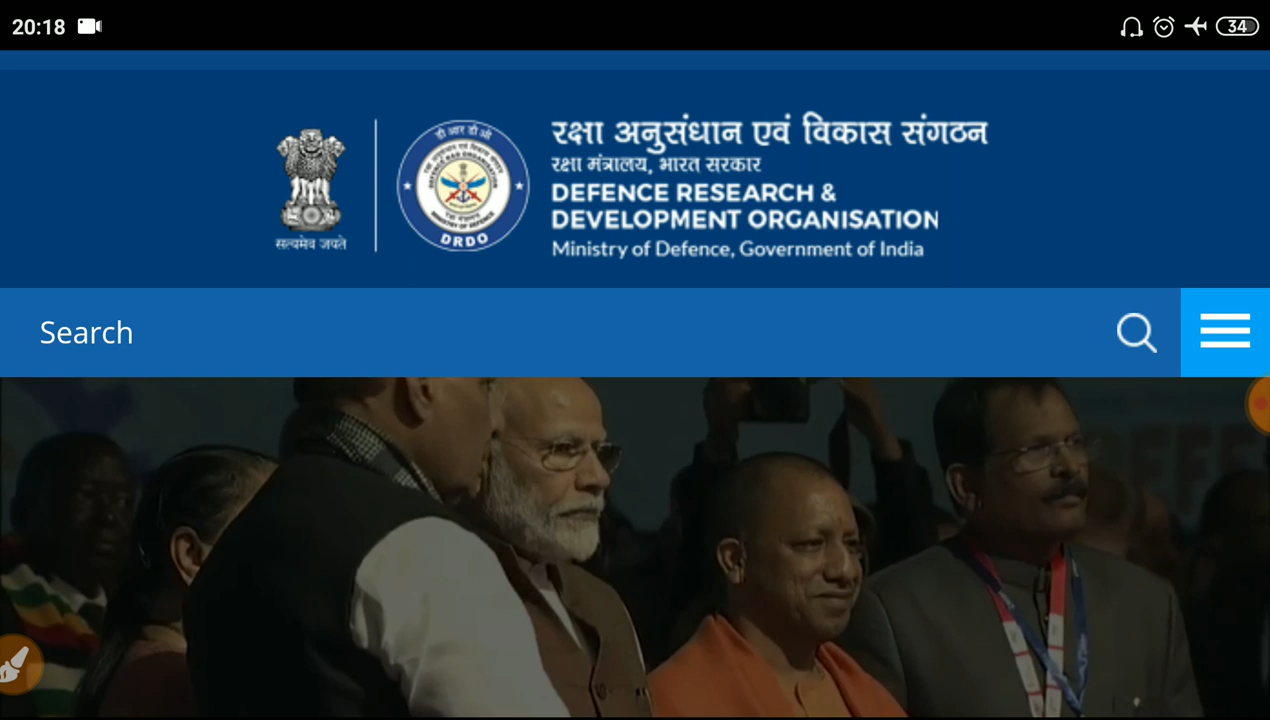 20:18
34
रक्षा अनुसंधान एवं विकास संगठन
रक्षा मंत्रालय, भारत सरकार
DEFENCE RESEARCH &
DEVELOPMENT ORGANISATION
Ministry of Defence, Government of India
सत्यमेव जयते
डी आर डी ओ
DRDO
Search